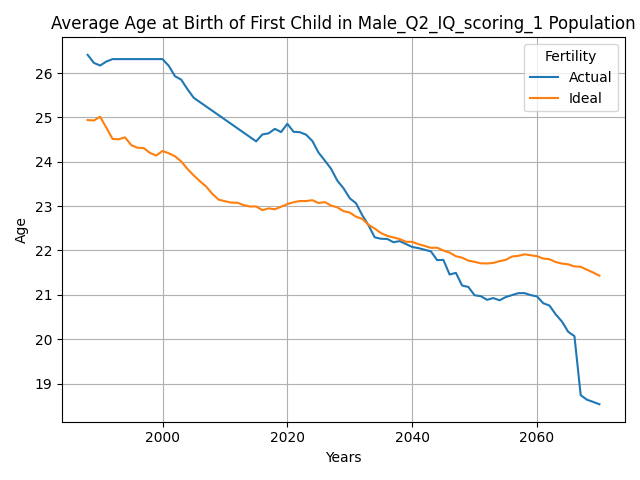 Average Age at Birth of First Child in Male_Q2_IQ_scoring_1 Population
Fertility
Actual
Ideal
Age
26
25
24
23
22
21
20
19
2000
2020
2040
2060
Years